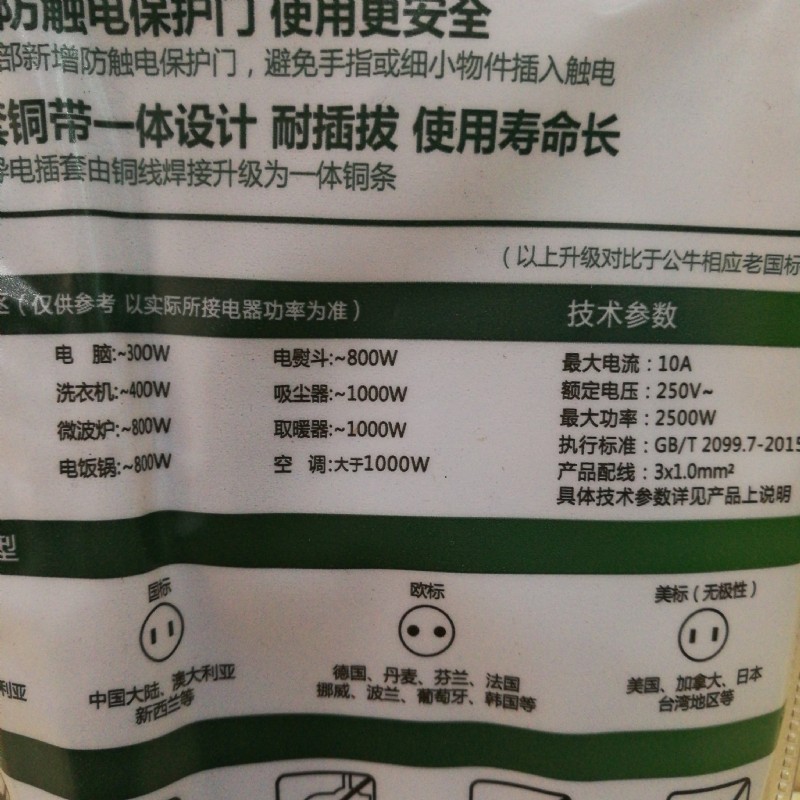 防触电保护门 使用更安全
部新增防触电保护门，避免手指或细小物件插入触电
套铜带一体设计 耐插拔 使用寿命长
导电插套由铜线焊接升级为一体铜条
（以上升级对比于公牛相应老国标
区（仅供参考 以实际所接电器功率为准）
技术参数
电 脑:~300W
电熨斗:~800W
最大电流：10A
洗衣机:~400W
吸尘器:~1000W
额定电压：250V~
微波炉:~800W
取暖器:~1000W
最大功率：2500W
电饭锅:~800W
空 调:大于1000W
执行标准：GB/T 2099.7-2015
产品配线：3x1.0mm²
具体技术参数详见产品上说明
型
国标
欧标
美标（无极性）
利亚
中国大陆、澳大利亚
新西兰等
德国、丹麦、芬兰、法国
挪威、波兰、葡萄牙、韩国等
美国、加拿大、日本
台湾地区等